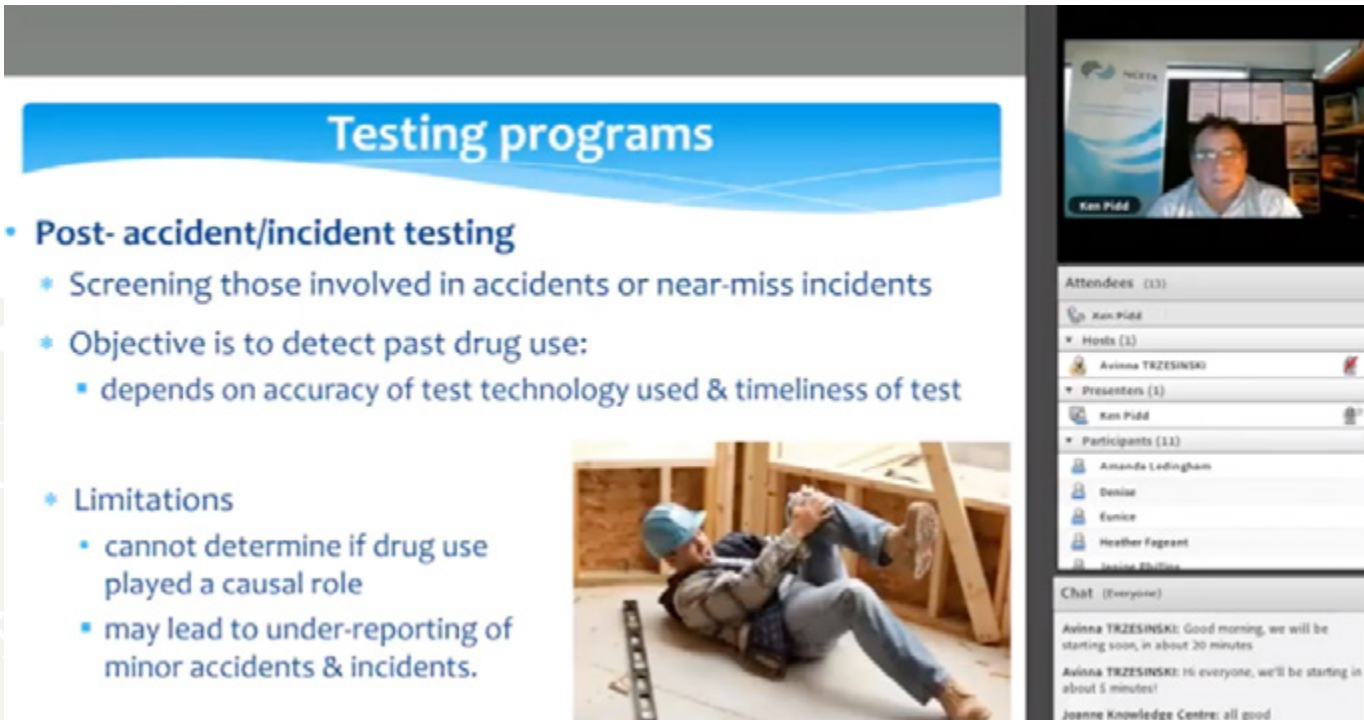 Testing programs
Post- accident/incident testing
Screening those involved in accidents or near-miss incidents
Objective is to detect past drug use:
depends on accuracy of test technology used & timeliness of test
Limitations
cannot determine if drug use
played a causal role
may lead to under-reporting of
minor accidents & incidents.
NCETA
Ken Pidd
Attendees (13)
Ken Pidd
Hosts (1)
Avinna TRZESINSKI
Presenters (1)
Ken Pidd
Participants (11)
Amanda Ledingham
Denise
Eunice
Heather Fageant
Janine Phillips
Chat (Everyone)
Avinna TRZESINSKI: Good morning, we will be
starting soon, in about 20 minutes
Avinna TRZESINSKI: Hi everyone, we'll be starting in
about 5 minutes!
Joanne Knowledge Centre: all good